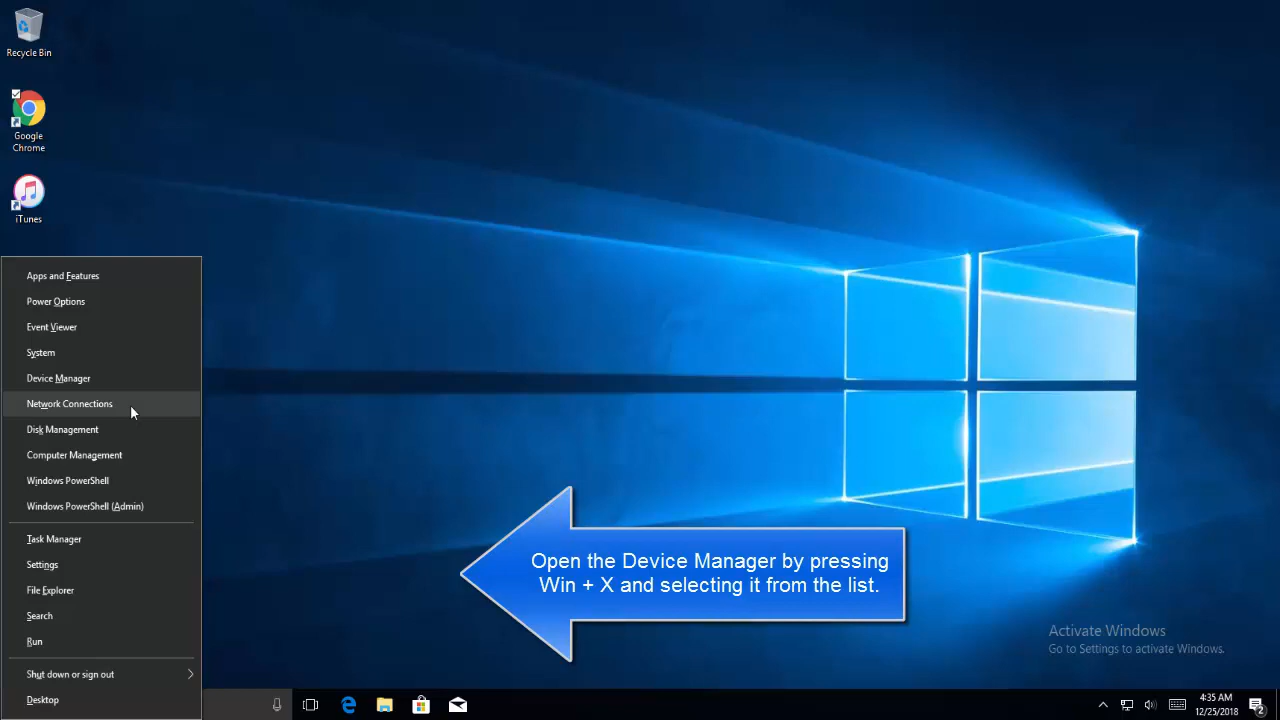 Recycle Bin
Google
Chrome
iTunes
Apps and Features
Power Options
Event Viewer
System
Device Manager
Network Connections
Disk Management
Computer Management
Windows PowerShell
Windows PowerShell (Admin)
Task Manager
Settings
File Explorer
Search
Run
Shut down or sign out
Desktop
Open the Device Manager by pressing
Win + X and selecting it from the list.
Activate Windows
Go to Settings to activate Windows.
4:35 AM
12/25/2018
2